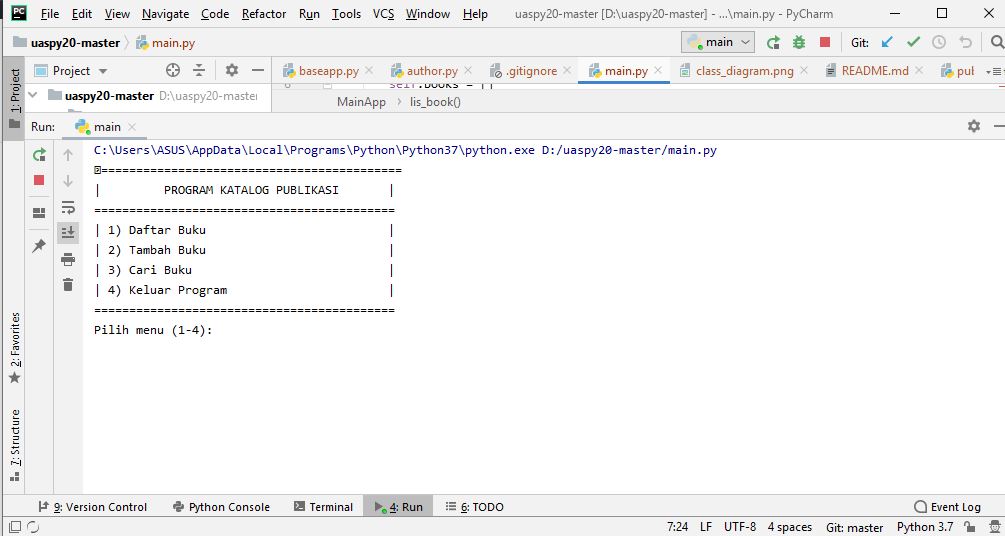 PC File Edit View Navigate Code Refactor Run Tools VCS Window Help uaspy20-master [D:\uaspy20-master] - ...\main.py - PyCharm
uaspy20-master main.py main Git:
1: Project
Project baseapp.py author.py .gitignore main.py class_diagram.png README.md pul
uaspy20-master D:\uaspy20-master
self.books = []
MainApp lis_book()
Run: main
C:\Users\ASUS\AppData\Local\Programs\Python\Python37\python.exe D:/uaspy20-master/main.py
===========================================
| PROGRAM KATALOG PUBLIKASI |
===========================================
| 1) Daftar Buku |
| 2) Tambah Buku |
| 3) Cari Buku |
| 4) Keluar Program |
===========================================
Pilih menu (1-4):
2: Favorites
7: Structure
9: Version Control Python Console Terminal 4: Run 6: TODO Event Log
7:24 LF UTF-8 4 spaces Git: master Python 3.7